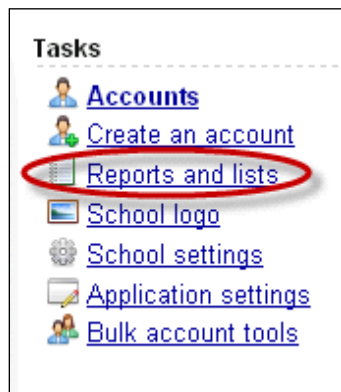 Tasks
Accounts
Create an account
Reports and lists
School logo
School settings
Application settings
Bulk account tools